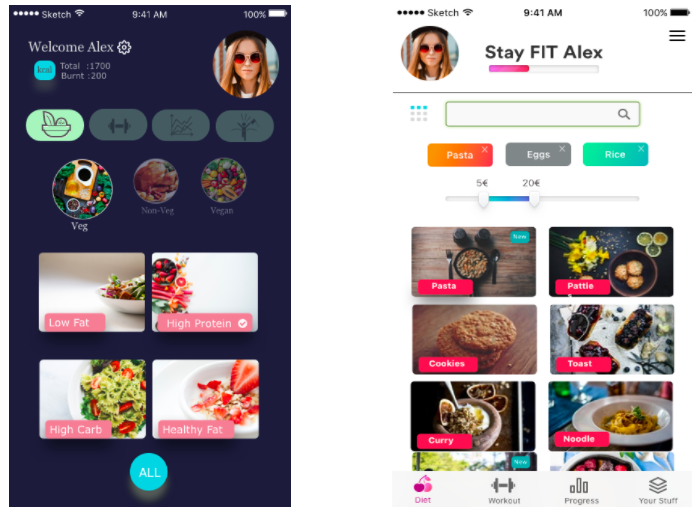 Sketch 9:41 AM 100%
Welcome Alex
kcal Total :1700
Burnt :200
Veg
Non-Veg
Vegan
Low Fat
High Protein
High Carb
Healthy Fat
ALL
Sketch 9:41 AM 100%
Stay FIT Alex
Pasta Eggs Rice
5€ 20€
New
Pasta
Pattie
Cookies
Toast
Curry
Noodle
New
Diet Workout Progress Your Stuff